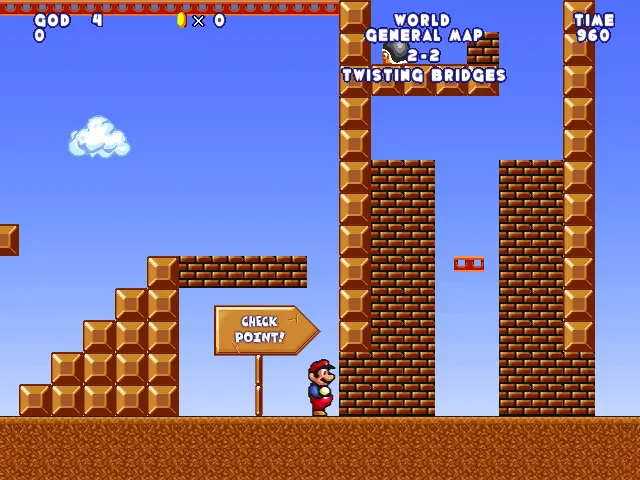 GOD 4
× 0
WORLD
TIME
0
GENERAL MAP
960
2-2
TWISTING BRIDGES
CHECK
POINT!